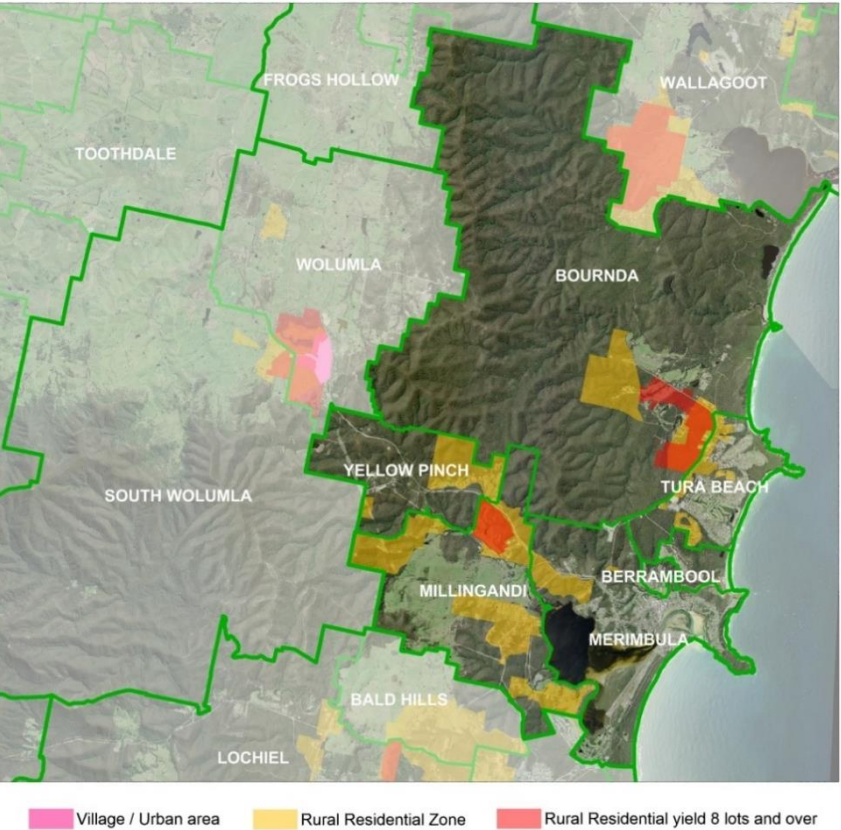 FROGS HOLLOW
WALLAGOOT
TOOTHDALE
WOLUMLA
BOURNDA
YELLOW PINCH
TURA BEACH
SOUTH WOLUMLA
BERRAMBOOL
MILLINGANDI
MERIMBULA
BALD HILLS
LOCHIEL
Village / Urban area
Rural Residential Zone
Rural Residential yield 8 lots and over